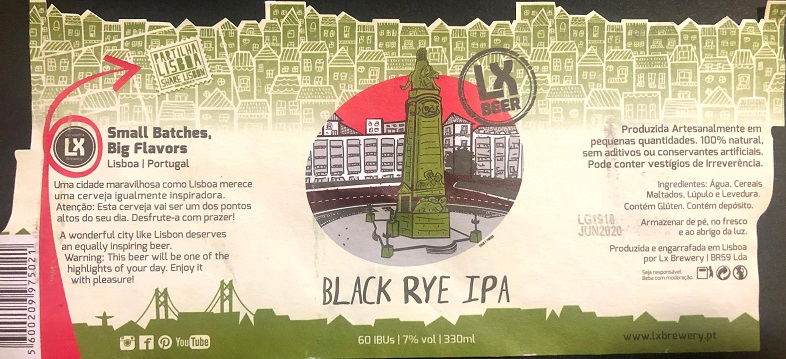 PARTILHA
LISBOA
SHARE LISBON
LX
BREWERY
Small Batches,
Big Flavors
Lisboa | Portugal
Uma cidade maravilhosa como Lisboa merece
uma cerveja igualmente inspiradora.
Atenção: Esta cerveja vai ser um dos pontos
altos do seu dia. Desfrute-a com prazer!
A wonderful city like Lisbon deserves
an equally inspiring beer.
Warning: This beer will be one of the
highlights of your day. Enjoy it
with pleasure!
5600209975021
You Tube
LX
BEER
BLACK RYE IPA
60 IBUs | 7% vol | 330ml
Produzida Artesanalmente em
pequenas quantidades. 100% natural,
sem aditivos ou conservantes artificiais.
Pode conter vestígios de Irreverência.
Ingredientes: Água, Cereais
Maltados, Lúpulo e Levedura.
Contém Glúten. Contém depósito.
LG1918
JUN2020
Armazenar de pé, no fresco
e ao abrigo da luz.
Produzida e engarrafada em Lisboa
por Lx Brewery | BR59 Lda
Seja responsável.
Beba com moderação.
www.lxbrewery.pt